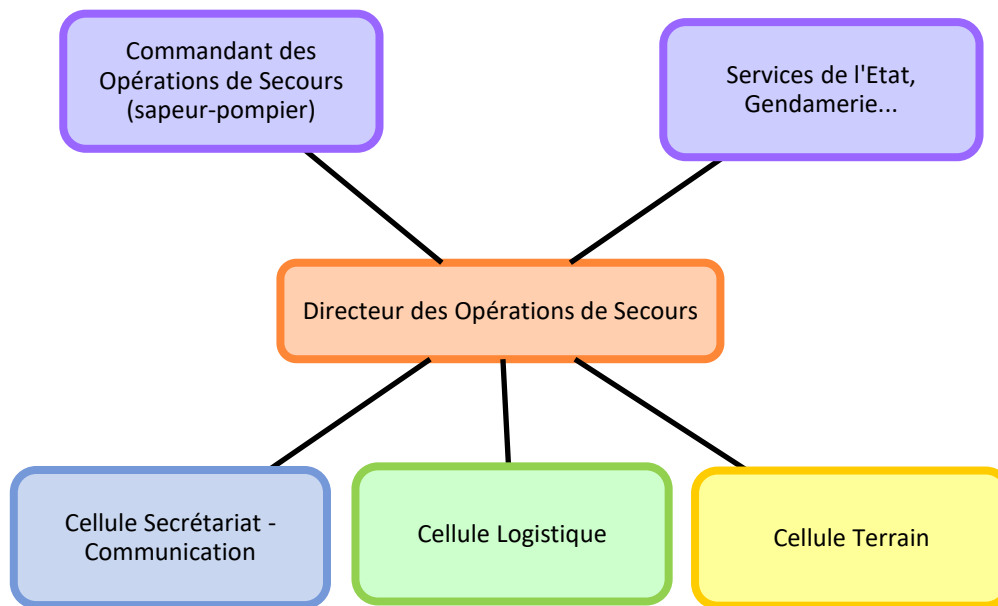 Commandant des
Opérations de Secours
(sapeur-pompier)
Services de l'Etat,
Gendamerie...
Directeur des Opérations de Secours
Cellule Secrétariat -
Communication
Cellule Logistique
Cellule Terrain